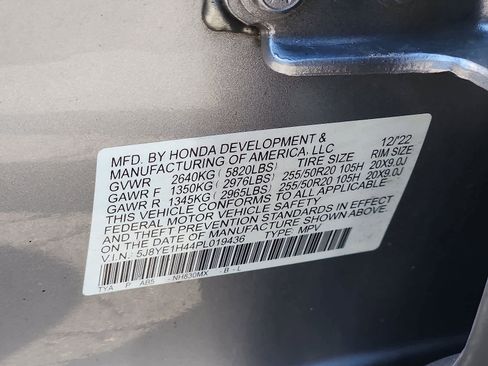 MFD. BY HONDA DEVELOPMENT & 12/22
MANUFACTURING OF AMERICA, LLC
GVWR 2640KG (5820LBS) TIRE SIZE RIM SIZE
GAWR F 1350KG (2976LBS) 255/50R20 105H 20X9.0J
GAWR R 1345KG (2965LBS) 255/50R20 105H 20X9.0J
THIS VEHICLE CONFORMS TO ALL APPLICABLE
FEDERAL MOTOR VEHICLE SAFETY, BUMPER,
AND THEFT PREVENTION STANDARDS IN EFFECT
ON THE DATE OF MANUFACTURE SHOWN ABOVE.
V.I.N.: 5J8YE1H44PL019436 TYPE: MPV
TYA P AB5 NH830MX B - L